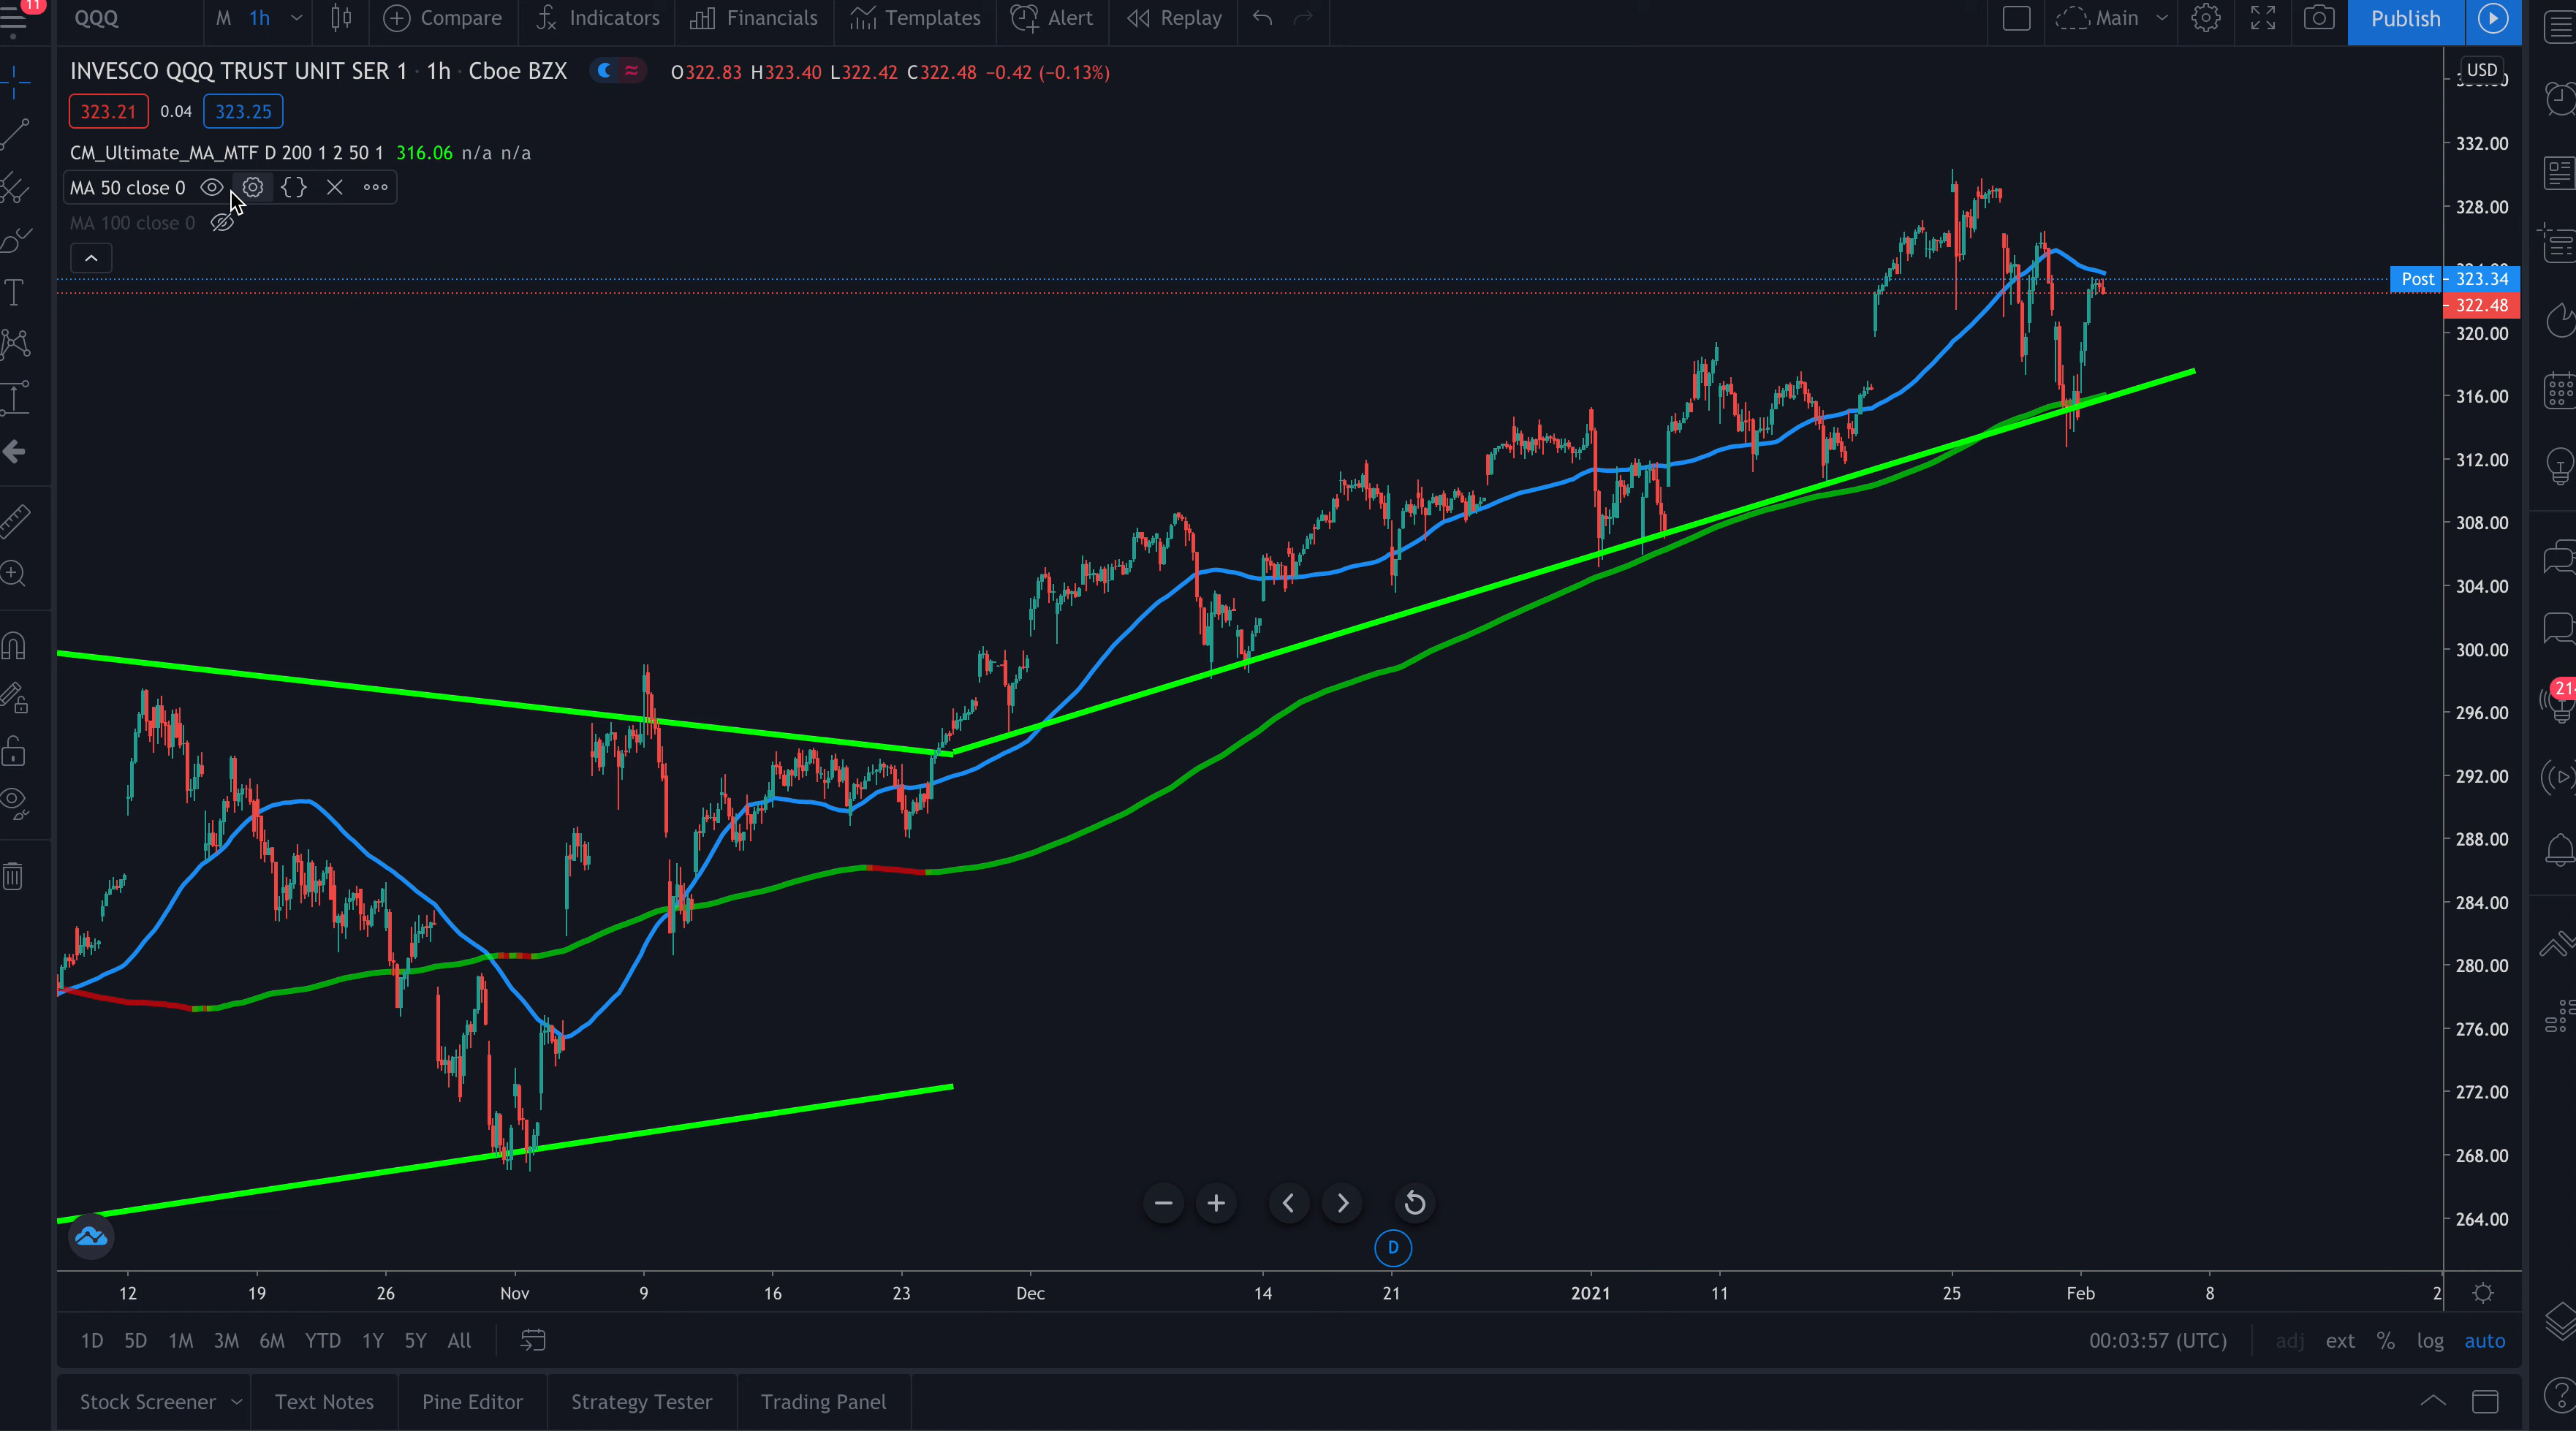 11
QQQ M 1h Compare Indicators Financials Templates Alert Replay Main Publish
INVESCO QQQ TRUST UNIT SER 1 · 1h · Cboe BZX O322.83 H323.40 L322.42 C322.48 −0.42 (−0.13%)
USD
323.21 0.04 323.25
CM_Ultimate_MA_MTF D 200 1 2 50 1 316.06 n/a n/a
MA 50 close 0
MA 100 close 0
332.00
328.00
Post 323.34
322.48
320.00
316.00
312.00
308.00
304.00
300.00
296.00
292.00
288.00
284.00
280.00
276.00
272.00
268.00
264.00
D
12 19 26 Nov 9 16 23 Dec 14 21 2021 11 25 Feb 8
1D 5D 1M 3M 6M YTD 1Y 5Y All 00:03:57 (UTC) adj ext % log auto
Stock Screener Text Notes Pine Editor Strategy Tester Trading Panel